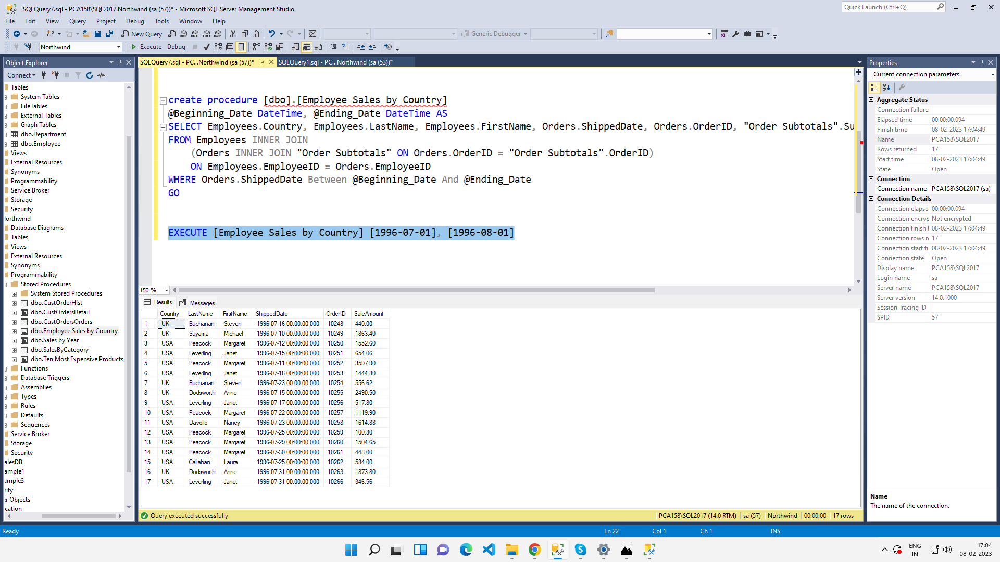 SQLQuery7.sql - PCA158\SQL2017.Northwind (sa (57))* - Microsoft SQL Server Management Studio
Quick Launch (Ctrl+Q)
File Edit View Query Project Debug Tools Window Help
New Query
MDX DMX XMLA DAX
Generic Debugger
Northwind
Execute Debug
Object Explorer
Connect
Tables
System Tables
FileTables
External Tables
Graph Tables
dbo.Department
dbo.Employee
Views
External Resources
Synonyms
Programmability
Service Broker
Storage
Security
Northwind
Database Diagrams
Tables
Views
External Resources
Synonyms
Programmability
Stored Procedures
System Stored Procedures
dbo.CustOrderHist
dbo.CustOrdersDetail
dbo.CustOrdersOrders
dbo.Employee Sales by Country
dbo.Sales by Year
dbo.SalesByCategory
dbo.Ten Most Expensive Products
Functions
Database Triggers
Assemblies
Types
Rules
Defaults
Sequences
Service Broker
Storage
Security
alesDB
ample1
ample3
rity
er Objects
cation
SQLQuery7.sql - PC...Northwind (sa (57))*
SQLQuery1.sql - PC...Northwind (sa (53))*
create procedure [dbo].[Employee Sales by Country]
@Beginning_Date DateTime, @Ending_Date DateTime AS
SELECT Employees.Country, Employees.LastName, Employees.FirstName, Orders.ShippedDate, Orders.OrderID, "Order Subtotals".Su
FROM Employees INNER JOIN
(Orders INNER JOIN "Order Subtotals" ON Orders.OrderID = "Order Subtotals".OrderID)
ON Employees.EmployeeID = Orders.EmployeeID
WHERE Orders.ShippedDate Between @Beginning_Date And @Ending_Date
GO
EXECUTE [Employee Sales by Country] [1996-07-01], [1996-08-01]
150 %
Results Messages
Country LastName FirstName ShippedDate OrderID SaleAmount
1 UK Buchanan Steven 1996-07-16 00:00:00.000 10248 440.00
2 UK Suyama Michael 1996-07-10 00:00:00.000 10249 1863.40
3 USA Peacock Margaret 1996-07-12 00:00:00.000 10250 1552.60
4 USA Leverling Janet 1996-07-15 00:00:00.000 10251 654.06
5 USA Peacock Margaret 1996-07-11 00:00:00.000 10252 3597.90
6 USA Leverling Janet 1996-07-16 00:00:00.000 10253 1444.80
7 UK Buchanan Steven 1996-07-23 00:00:00.000 10254 556.62
8 UK Dodsworth Anne 1996-07-15 00:00:00.000 10255 2490.50
9 USA Leverling Janet 1996-07-17 00:00:00.000 10256 517.80
10 USA Peacock Margaret 1996-07-22 00:00:00.000 10257 1119.90
11 USA Davolio Nancy 1996-07-23 00:00:00.000 10258 1614.88
12 USA Peacock Margaret 1996-07-25 00:00:00.000 10259 100.80
13 USA Peacock Margaret 1996-07-29 00:00:00.000 10260 1504.65
14 USA Peacock Margaret 1996-07-30 00:00:00.000 10261 448.00
15 USA Callahan Laura 1996-07-25 00:00:00.000 10262 584.00
16 UK Dodsworth Anne 1996-07-31 00:00:00.000 10263 1873.80
17 USA Leverling Janet 1996-07-31 00:00:00.000 10266 346.56
Query executed successfully.
PCA158\SQL2017 (14.0 RTM) sa (57) Northwind 00:00:00 17 rows
Properties
Current connection parameters
Aggregate Status
Connection failures
Elapsed time 00:00:00.094
Finish time 08-02-2023 17:04:49
Name PCA158\SQL2017
Rows returned 17
Start time 08-02-2023 17:04:49
State Open
Connection
Connection name PCA158\SQL2017 (sa)
Connection Details
Connection elapse 00:00:00.094
Connection encryp Not encrypted
Connection finish t 08-02-2023 17:04:49
Connection rows re 17
Connection start ti 08-02-2023 17:04:49
Connection state Open
Display name PCA158\SQL2017
Login name sa
Server name PCA158\SQL2017
Server version 14.0.1000
Session Tracing ID
SPID 57
Name
The name of the connection.
Ready Ln 22 Col 1 Ch 1 INS
ENG
IN
17:04
08-02-2023